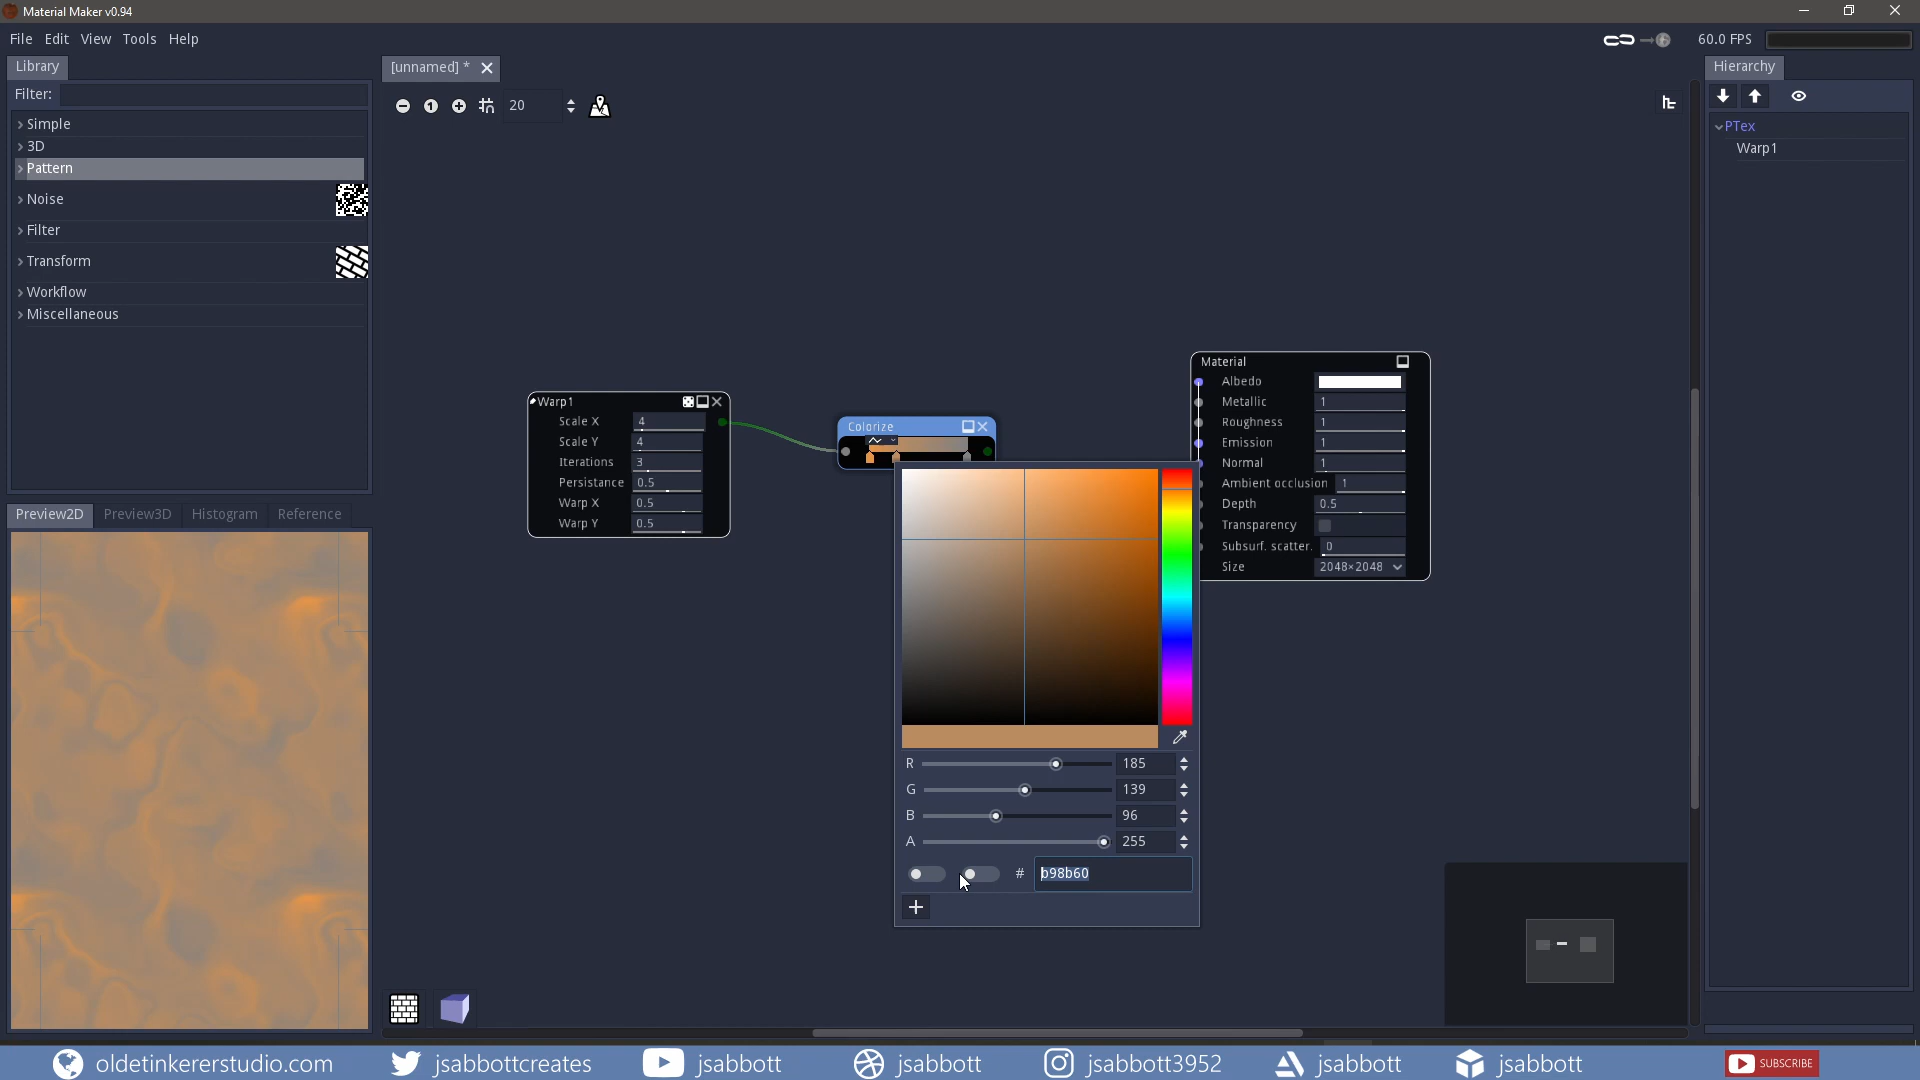 Material Maker v0.94
File Edit View Tools Help
60.0 FPS
Library
[unnamed] *
Hierarchy
Filter:
20
Simple
3D
Pattern
Noise
Filter
Transform
Workflow
Miscellaneous
PTex
Warp1
Warp1
Scale X 4
Scale Y 4
Iterations 3
Persistance 0.5
Warp X 0.5
Warp Y 0.5
Colorize
Material
Albedo
Metallic 1
Roughness 1
Emission 1
Normal 1
Ambient occlusion 1
Depth 0.5
Transparency
Subsurf. scatter. 0
Size 2048×2048
Preview2D Preview3D Histogram Reference
R 185
G 139
B 96
A 255
# b98b60
oldetinkererstudio.com jsabbottcreates jsabbott jsabbott jsabbott3952 jsabbott jsabbott SUBSCRIBE